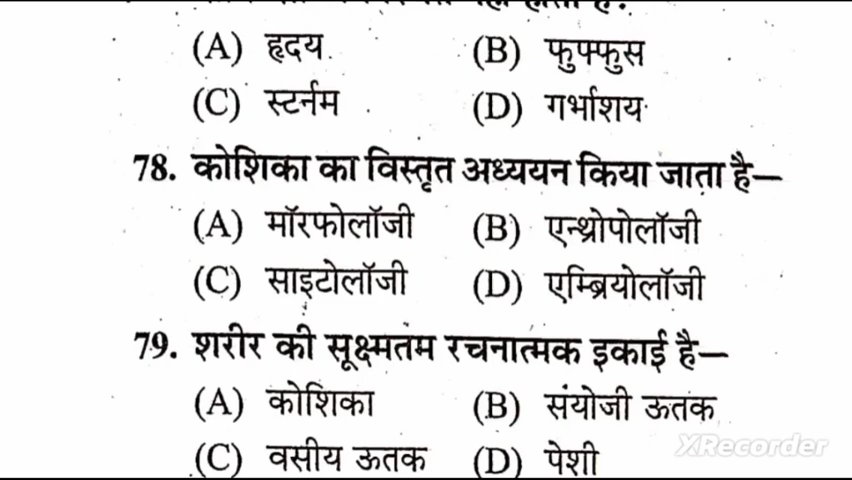 (A) हृदय (B) फुफ्फुस
(C) स्टर्नम (D) गर्भाशय
78. कोशिका का विस्तृत अध्ययन किया जाता है—
(A) मॉरफोलॉजी (B) एन्थ्रोपोलॉजी
(C) साइटोलॉजी (D) एम्ब्रियोलॉजी
79. शरीर की सूक्ष्मतम रचनात्मक इकाई है—
(A) कोशिका (B) संयोजी ऊतक
(C) वसीय ऊतक (D) पेशी
XRecorder